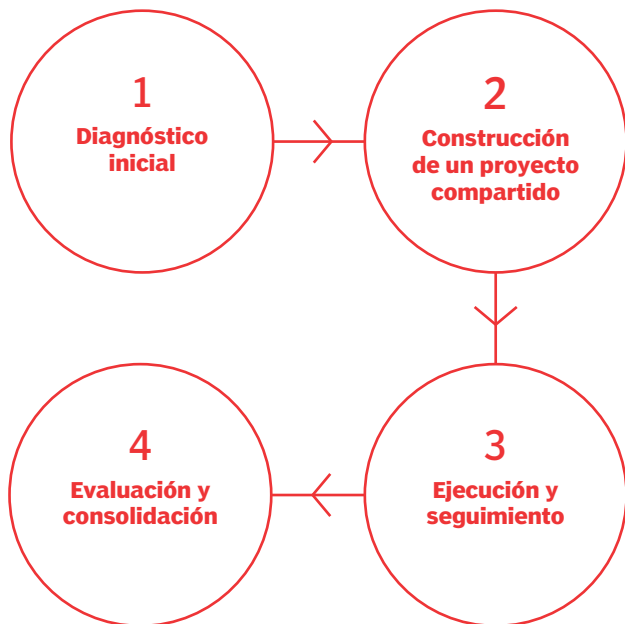 1
Diagnóstico
inicial
2
Construcción
de un proyecto
compartido
3
Ejecución y
seguimiento
4
Evaluación y
consolidación